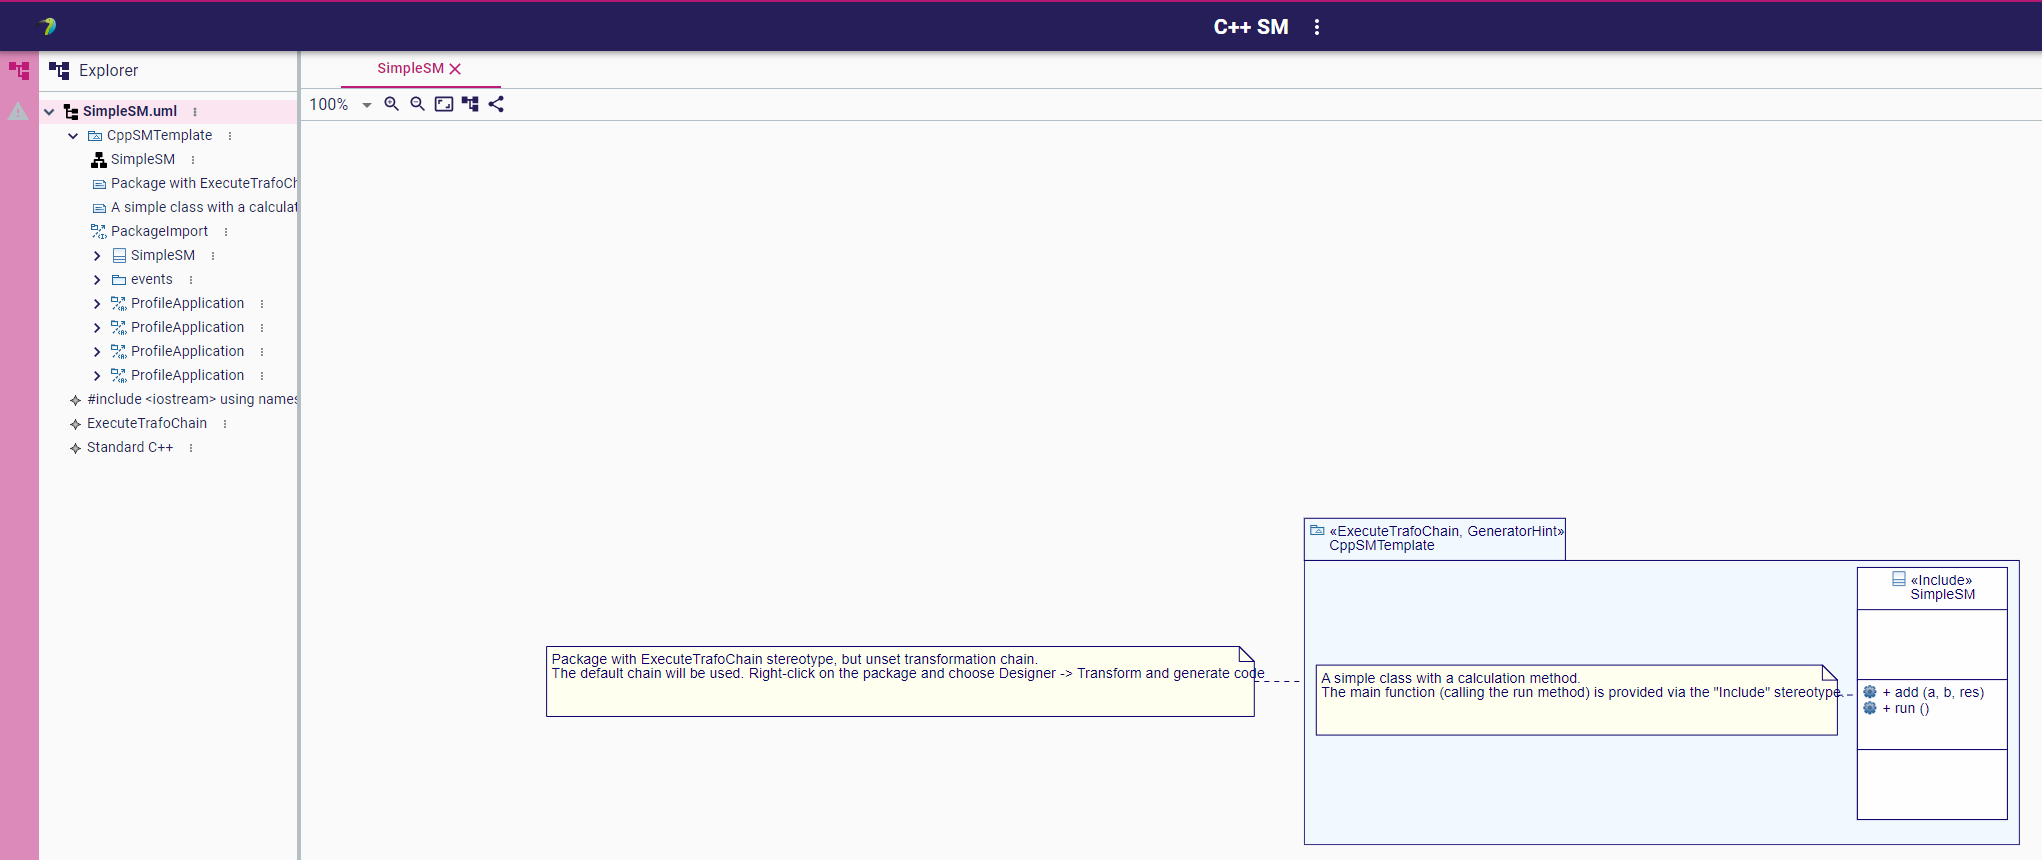 C++ SM
Explorer
SimpleSM
100%
SimpleSM.uml
CppSMTemplate
SimpleSM
Package with ExecuteTrafoCh
A simple class with a calculat
PackageImport
SimpleSM
events
ProfileApplication
ProfileApplication
ProfileApplication
ProfileApplication
#include <iostream> using names
ExecuteTrafoChain
Standard C++
«ExecuteTrafoChain, GeneratorHint»
CppSMTemplate
«Include»
SimpleSM
Package with ExecuteTrafoChain stereotype, but unset transformation chain.
The default chain will be used. Right-click on the package and choose Designer -> Transform and generate code
A simple class with a calculation method.
The main function (calling the run method) is provided via the "Include" stereotype.
+ add (a, b, res)
+ run ()